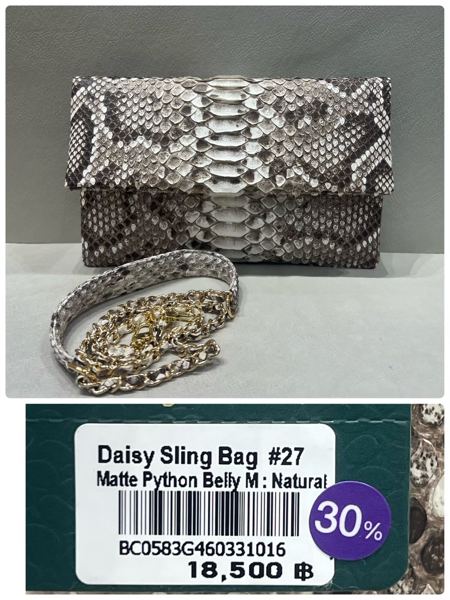 Daisy Sling Bag #27
Matte Python Belly M : Natural
BC0583G460331016
18,500 ฿
30%